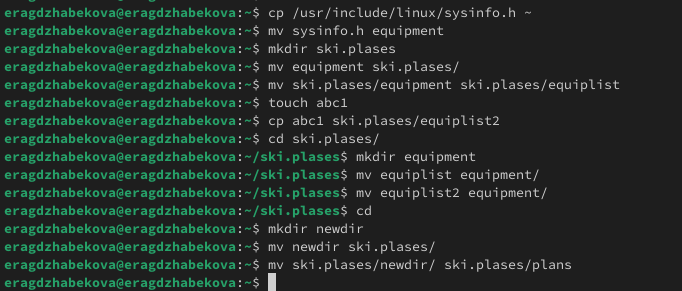 eragdzhabekova@eragdzhabekova:~$ cp /usr/include/linux/sysinfo.h ~
eragdzhabekova@eragdzhabekova:~$ mv sysinfo.h equipment
eragdzhabekova@eragdzhabekova:~$ mkdir ski.plases
eragdzhabekova@eragdzhabekova:~$ mv equipment ski.plases/
eragdzhabekova@eragdzhabekova:~$ mv ski.plases/equipment ski.plases/equiplist
eragdzhabekova@eragdzhabekova:~$ touch abc1
eragdzhabekova@eragdzhabekova:~$ cp abc1 ski.plases/equiplist2
eragdzhabekova@eragdzhabekova:~$ cd ski.plases/
eragdzhabekova@eragdzhabekova:~/ski.plases$ mkdir equipment
eragdzhabekova@eragdzhabekova:~/ski.plases$ mv equiplist equipment/
eragdzhabekova@eragdzhabekova:~/ski.plases$ mv equiplist2 equipment/
eragdzhabekova@eragdzhabekova:~/ski.plases$ cd
eragdzhabekova@eragdzhabekova:~$ mkdir newdir
eragdzhabekova@eragdzhabekova:~$ mv newdir ski.plases/
eragdzhabekova@eragdzhabekova:~$ mv ski.plases/newdir/ ski.plases/plans
eragdzhabekova@eragdzhabekova:~$